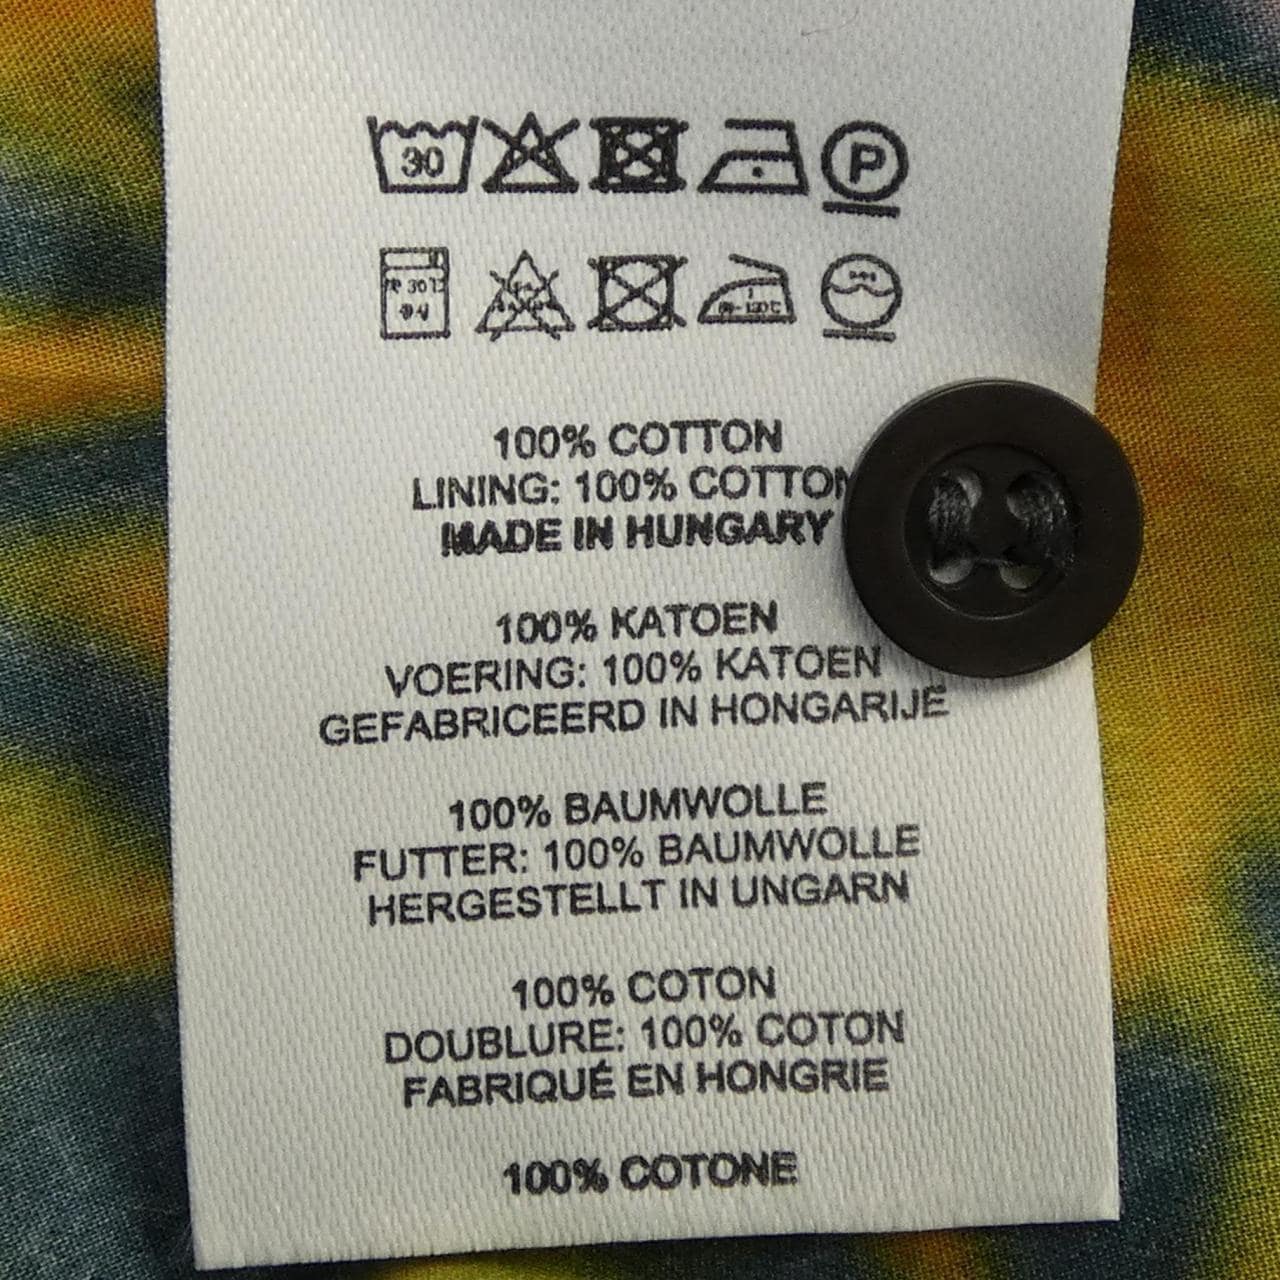 30
P
100% COTTON
LINING: 100% COTTON
MADE IN HUNGARY
100% KATOEN
VOERING: 100% KATOEN
GEFABRICEERD IN HONGARIJE
100% BAUMWOLLE
FUTTER: 100% BAUMWOLLE
HERGESTELLT IN UNGARN
100% COTON
DOUBLURE: 100% COTON
FABRIQUÉ EN HONGRIE
100% COTONE